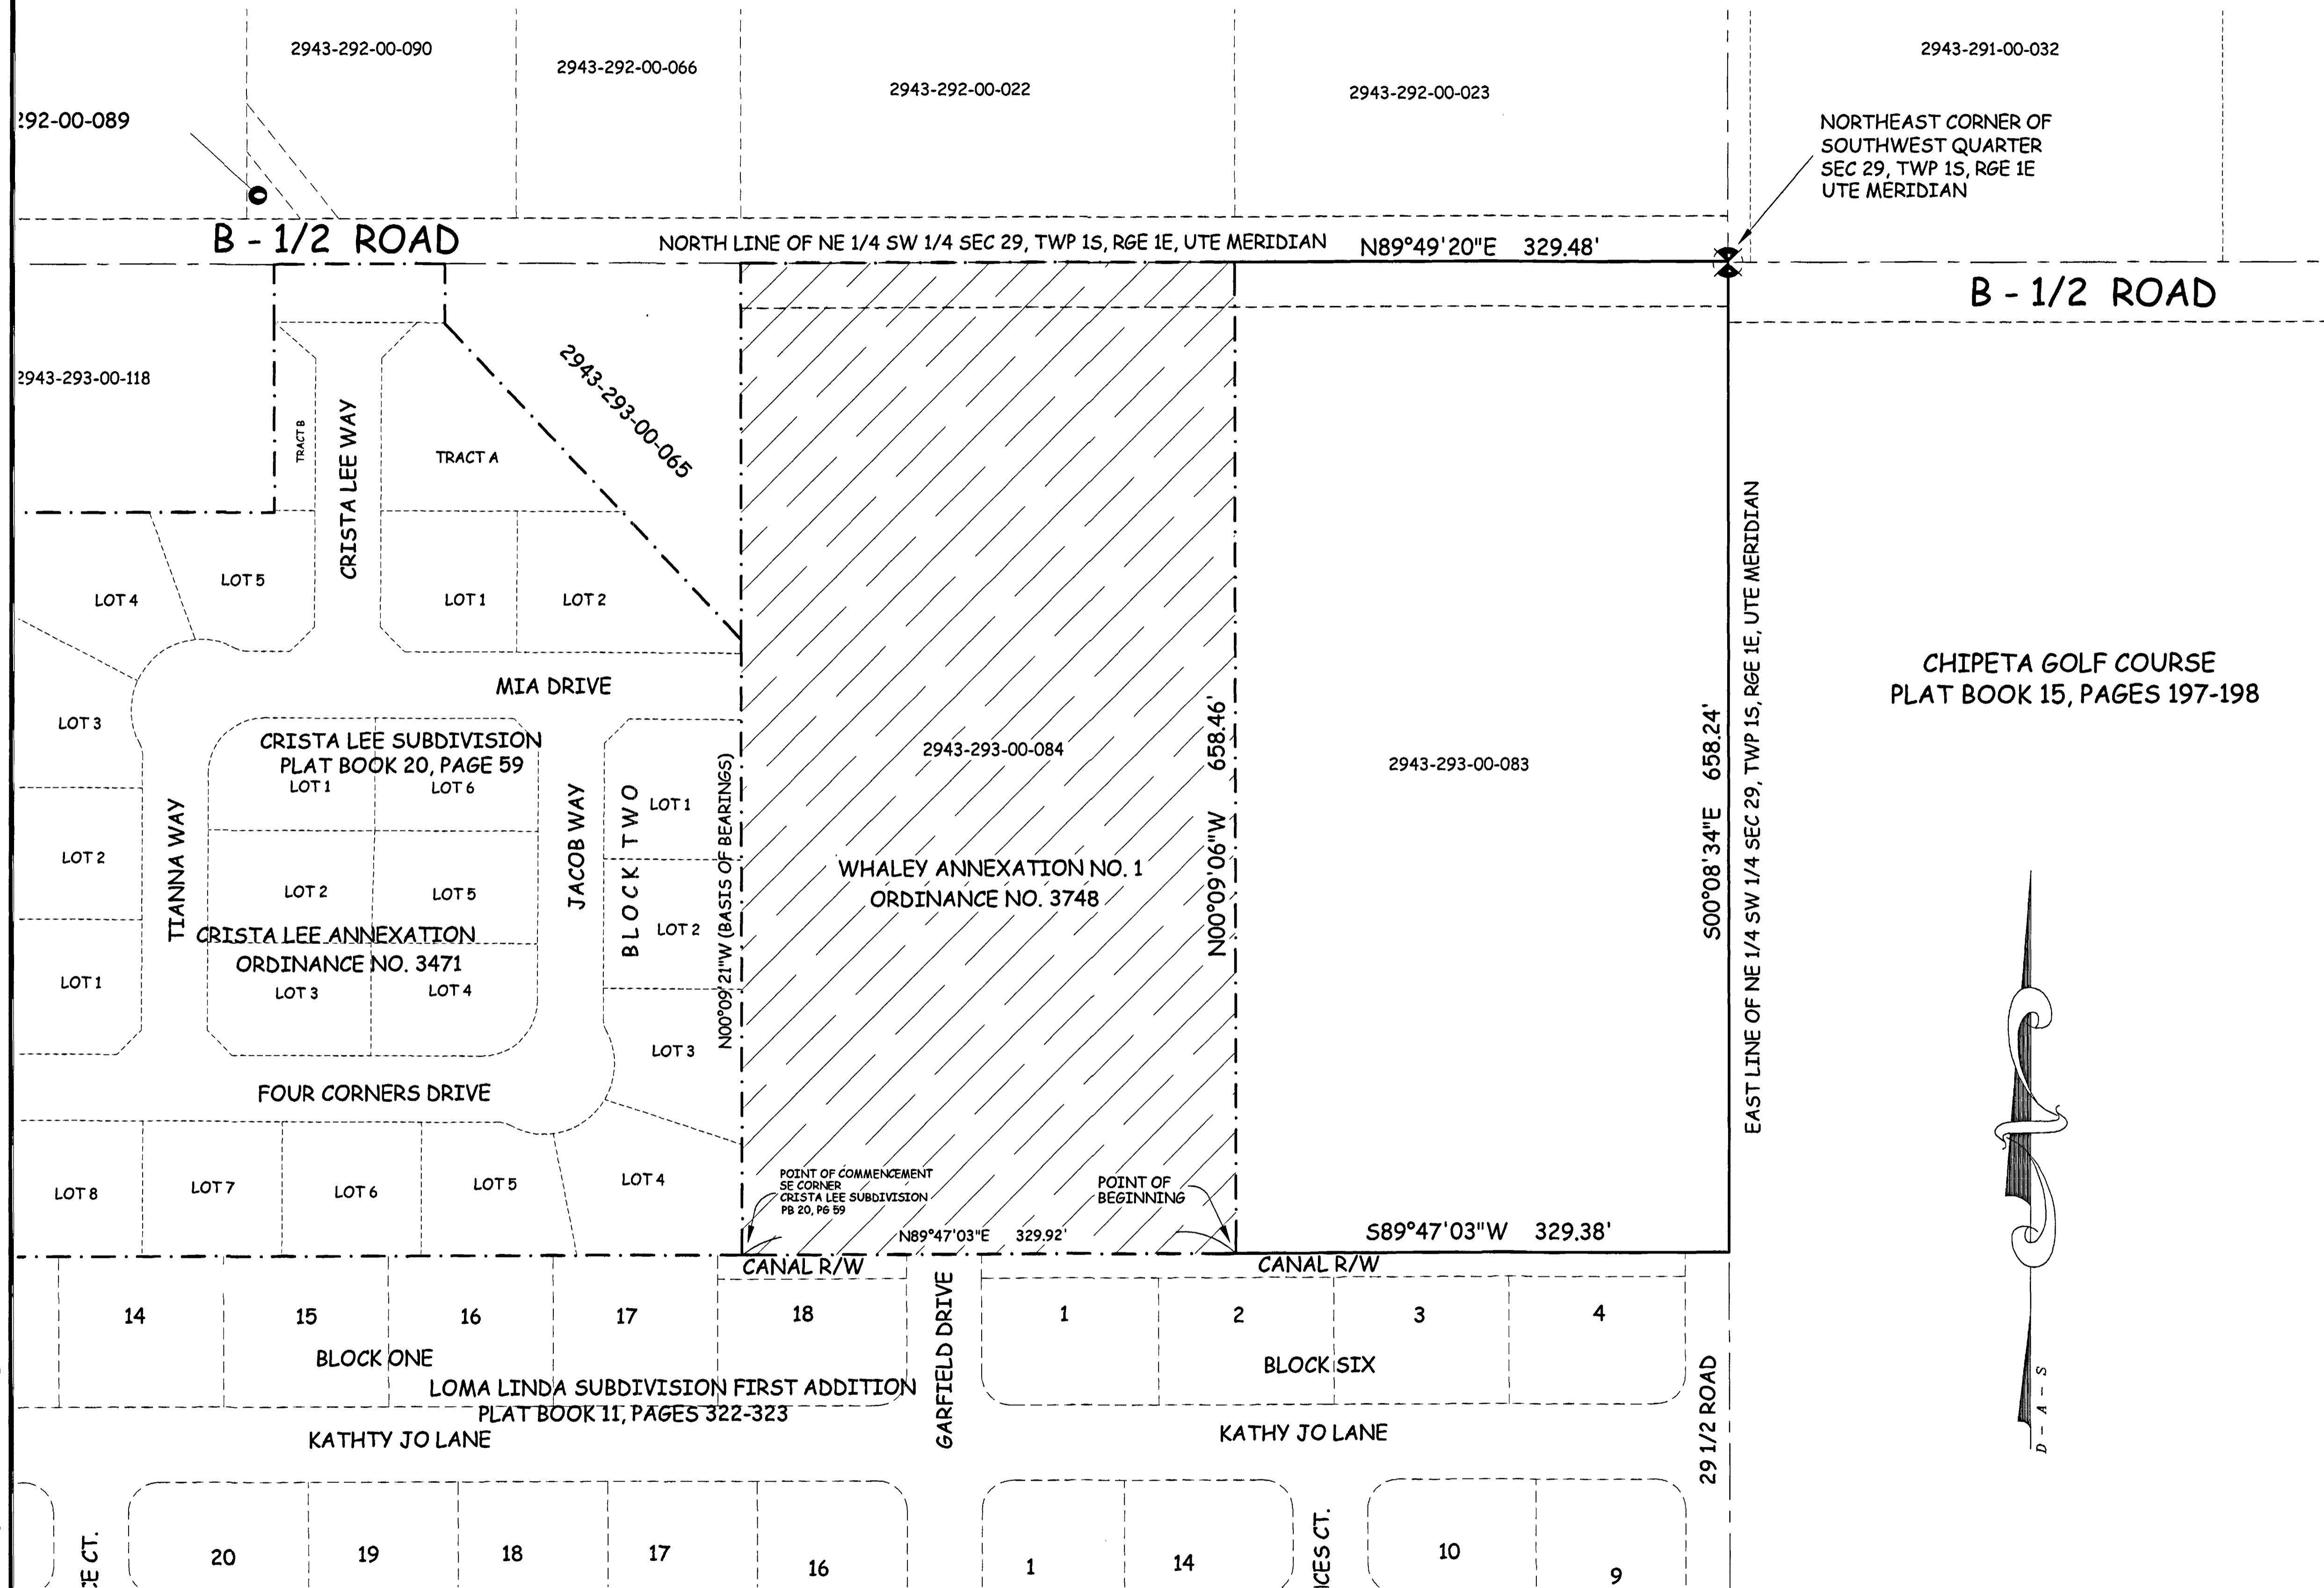 2943-292-00-090
2943-292-00-066
2943-292-00-022
2943-292-00-023
2943-291-00-032
292-00-089
NORTHEAST CORNER OF
SOUTHWEST QUARTER
SEC 29, TWP 1S, RGE 1E
UTE MERIDIAN
B - 1/2 ROAD
NORTH LINE OF NE 1/4 SW 1/4 SEC 29, TWP 1S, RGE 1E, UTE MERIDIAN
N89°49'20"E 329.48'
B - 1/2 ROAD
2943-293-00-118
2943-293-00-065
TRACT B
CRISTA LEE WAY
TRACT A
LOT 4
LOT 5
LOT 1
LOT 2
MIA DRIVE
LOT 3
CRISTA LEE SUBDIVISION
PLAT BOOK 20, PAGE 59
LOT 1
LOT 6
JACOB WAY
BLOCK TWO
LOT 1
N00°09'21"W (BASIS OF BEARINGS)
2943-293-00-084
N00°09'06"W 658.46'
2943-293-00-083
S00°08'34"E 658.24'
EAST LINE OF NE 1/4 SW 1/4 SEC 29, TWP 1S, RGE 1E, UTE MERIDIAN
CHIPETA GOLF COURSE
PLAT BOOK 15, PAGES 197-198
TIANNA WAY
LOT 2
LOT 2
LOT 5
LOT 2
WHALEY ANNEXATION NO. 1
ORDINANCE NO. 3748
CRISTA LEE ANNEXATION
ORDINANCE NO. 3471
LOT 1
LOT 3
LOT 4
LOT 3
FOUR CORNERS DRIVE
LOT 8
LOT 7
LOT 6
LOT 5
LOT 4
POINT OF COMMENCEMENT
SE CORNER
CRISTA LEE SUBDIVISION
PB 20, PG 59
POINT OF
BEGINNING
N89°47'03"E 329.92'
S89°47'03"W 329.38'
CANAL R/W
CANAL R/W
14
15
16
17
18
GARFIELD DRIVE
1
2
3
4
BLOCK ONE
BLOCK SIX
LOMA LINDA SUBDIVISION FIRST ADDITION
PLAT BOOK 11, PAGES 322-323
KATHTY JO LANE
KATHY JO LANE
29 1/2 ROAD
D - A - S
CE CT.
20
19
18
17
16
1
14
NCES CT.
10
9